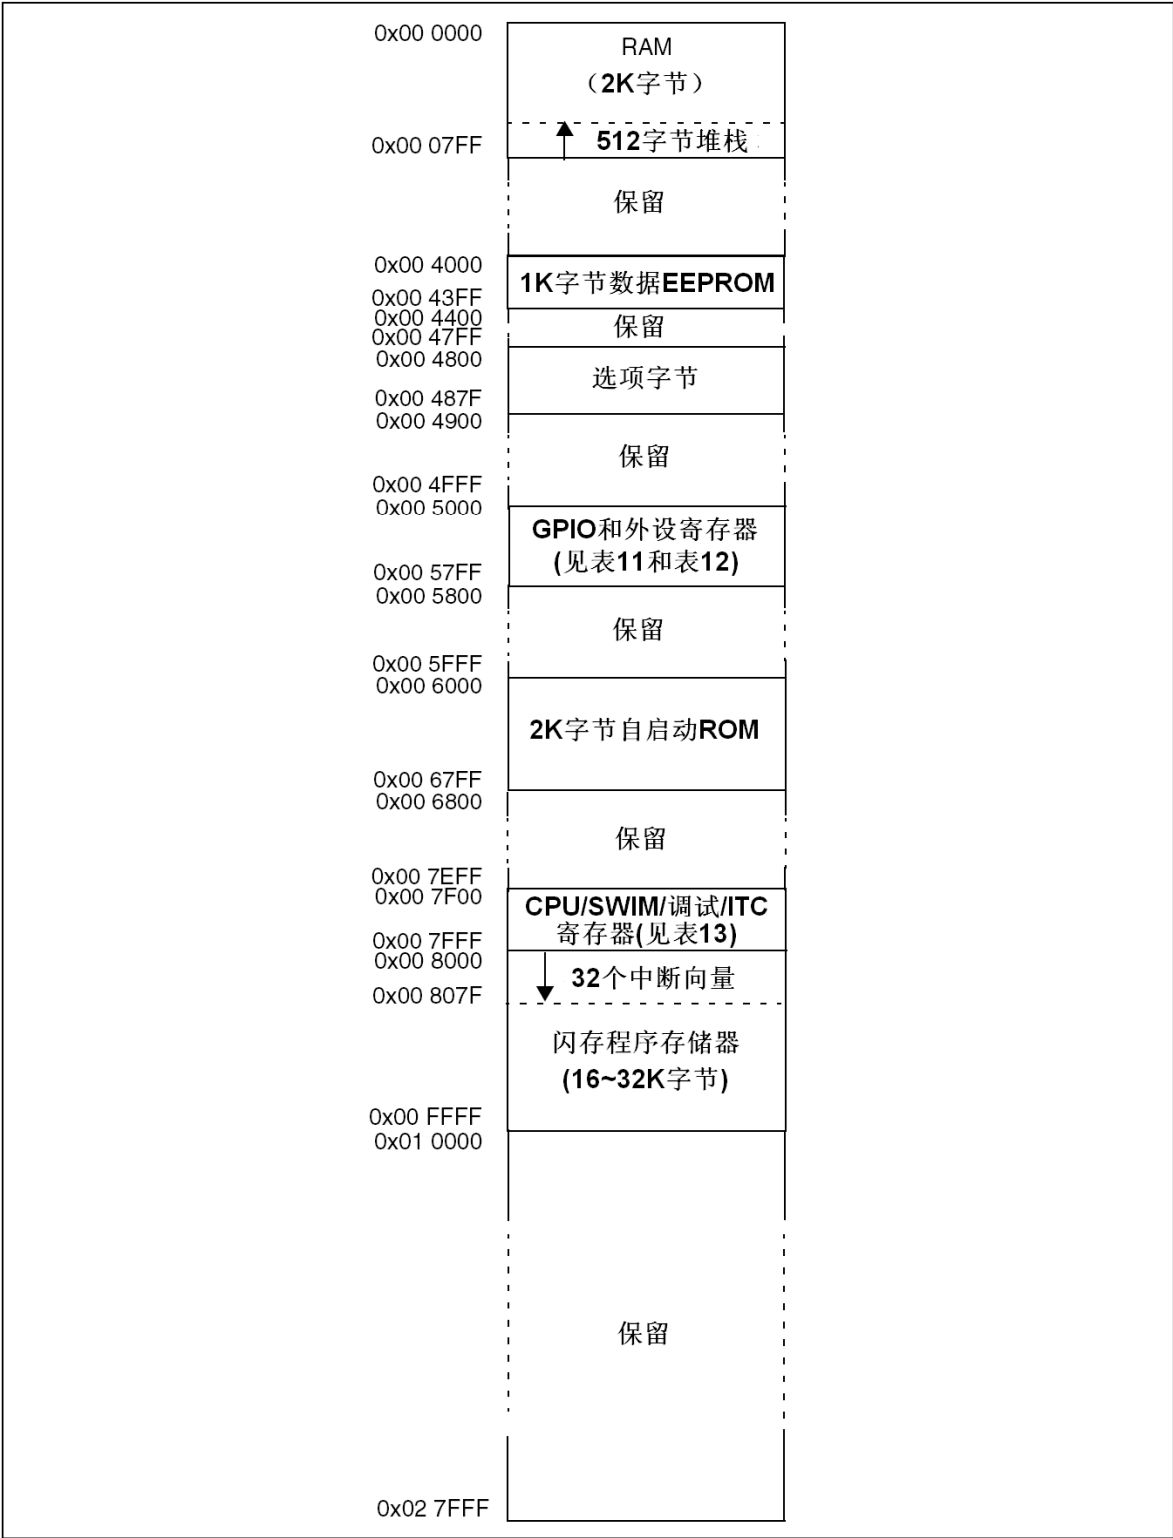 0x00 0000
RAM
（2K字节）
512字节堆栈
0x00 07FF
保留
0x00 4000
1K字节数据EEPROM
0x00 43FF
0x00 4400
保留
0x00 47FF
0x00 4800
选项字节
0x00 487F
0x00 4900
保留
0x00 4FFF
0x00 5000
GPIO和外设寄存器
(见表11和表12)
0x00 57FF
0x00 5800
保留
0x00 5FFF
0x00 6000
2K字节自启动ROM
0x00 67FF
0x00 6800
保留
0x00 7EFF
0x00 7F00
CPU/SWIM/调试/ITC
寄存器(见表13)
0x00 7FFF
0x00 8000
32个中断向量
0x00 807F
闪存程序存储器
(16~32K字节)
0x00 FFFF
0x01 0000
保留
0x02 7FFF